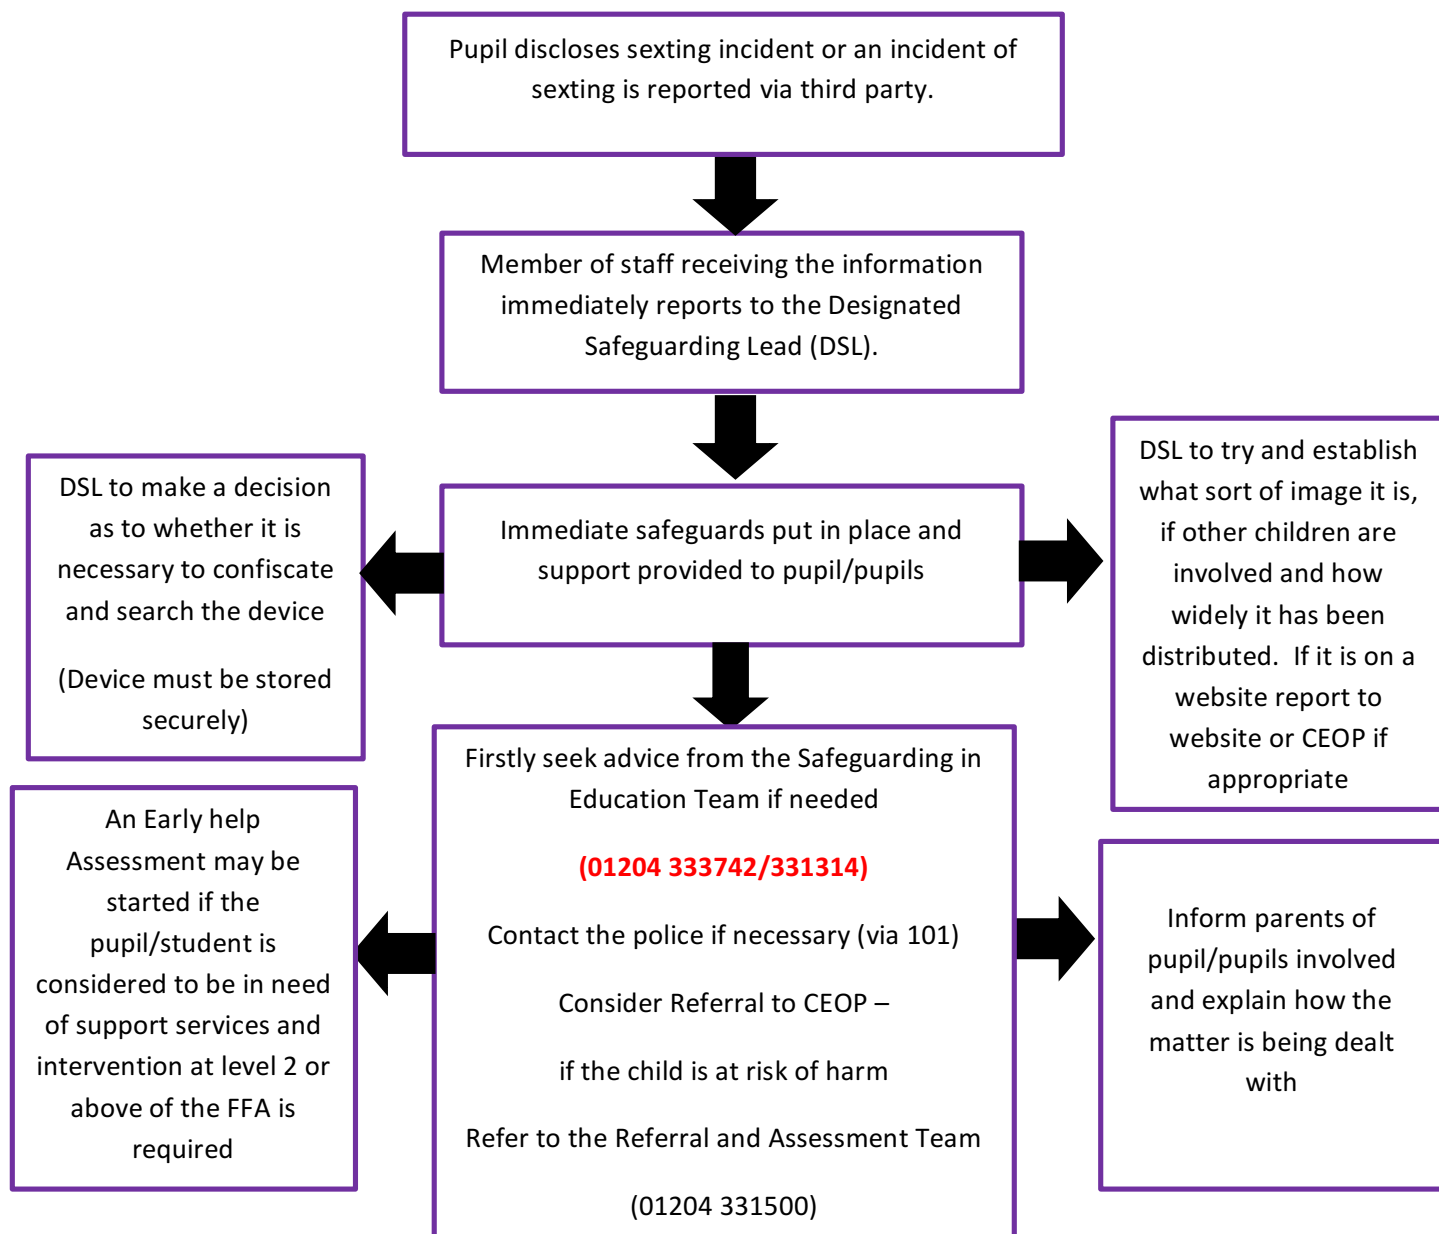 Pupil discloses sexting incident or an incident of
sexting is reported via third party.
Member of staff receiving the information
immediately reports to the Designated
Safeguarding Lead (DSL).
DSL to make a decision
as to whether it is
necessary to confiscate
and search the device
(Device must be stored
securely)
Immediate safeguards put in place and
support provided to pupil/pupils
DSL to try and establish
what sort of image it is,
if other children are
involved and how
widely it has been
distributed.  If it is on a
website report to
website or CEOP if
appropriate
An Early help
Assessment may be
started if the
pupil/student is
considered to be in need
of support services and
intervention at level 2 or
above of the FFA is
required
Firstly seek advice from the Safeguarding in
Education Team if needed
(01204 333742/331314)
Contact the police if necessary (via 101)
Consider Referral to CEOP –
if the child is at risk of harm
Refer to the Referral and Assessment Team
(01204 331500)
Inform parents of
pupil/pupils involved
and explain how the
matter is being dealt
with